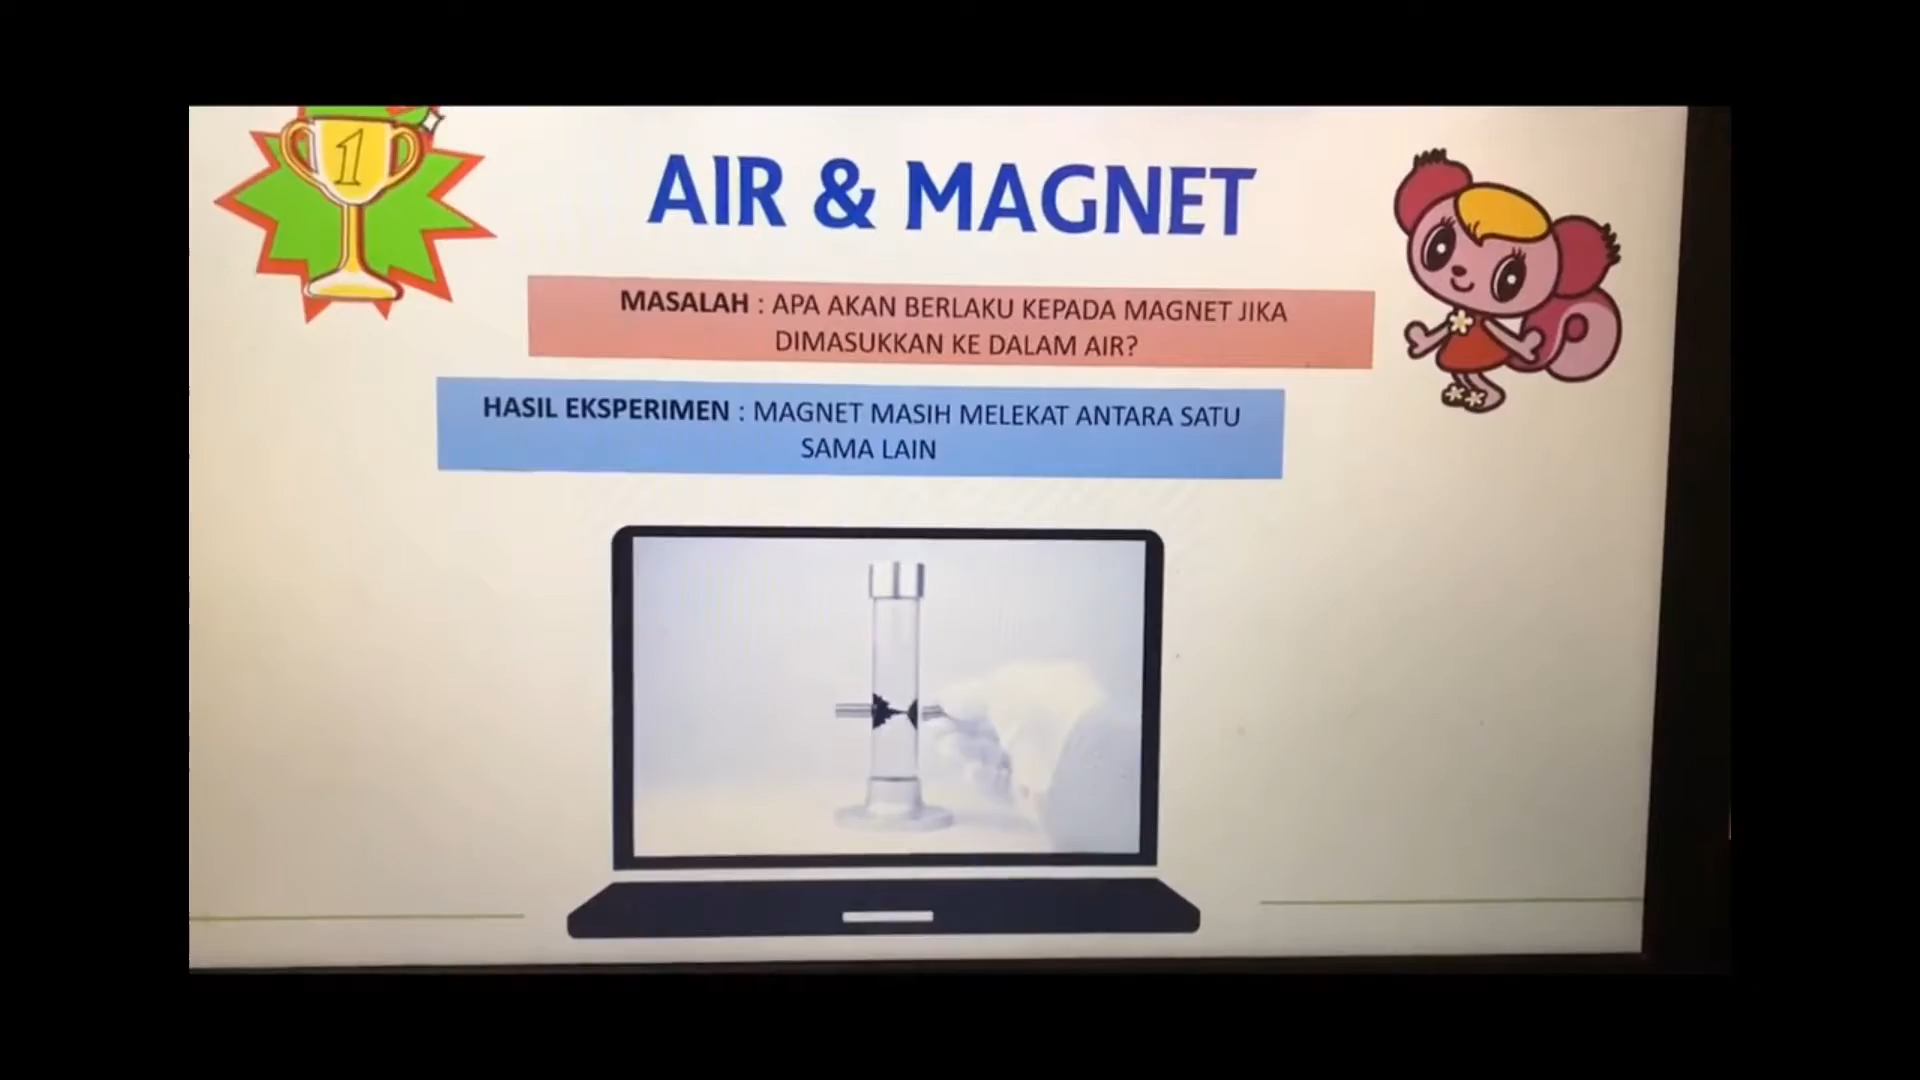 1
AIR & MAGNET
MASALAH : APA AKAN BERLAKU KEPADA MAGNET JIKA
DIMASUKKAN KE DALAM AIR?
HASIL EKSPERIMEN : MAGNET MASIH MELEKAT ANTARA SATU
SAMA LAIN